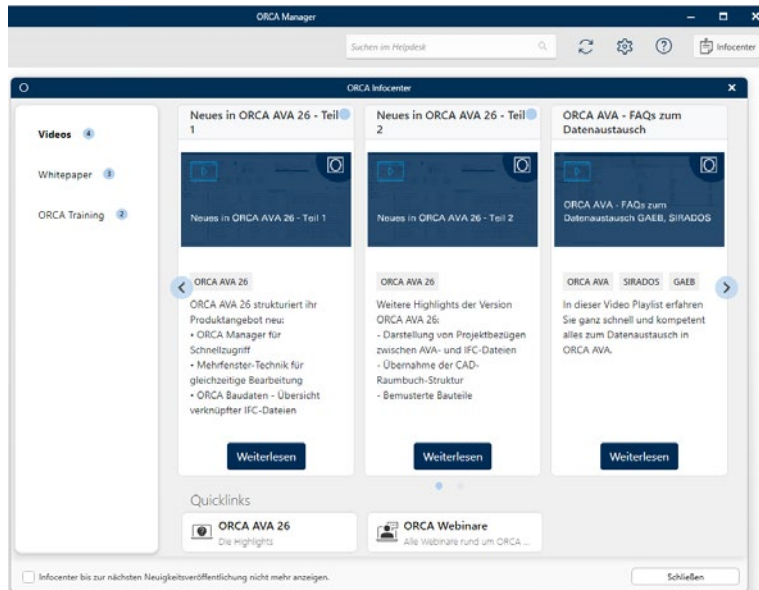 ORCA Manager
Suchen im Helpdesk
Infocenter
ORCA Infocenter
Videos 4
Whitepaper 3
ORCA Training 2
Neues in ORCA AVA 26 - Teil
1
Neues in ORCA AVA 26 - Teil 1
ORCA AVA 26
ORCA AVA 26 strukturiert ihr
Produktangebot neu:
• ORCA Manager für
Schnellzugriff
• Mehrfenster-Technik für
gleichzeitige Bearbeitung
• ORCA Baudaten - Übersicht
verknüpfter IFC-Dateien
Weiterlesen
Neues in ORCA AVA 26 - Teil
2
Neues in ORCA AVA 26 - Teil 2
ORCA AVA 26
Weitere Highlights der Version
ORCA AVA 26:
- Darstellung von Projektbezügen
zwischen AVA- und IFC-Dateien
- Übernahme der CAD-
Raumbuch-Struktur
- Bemusterte Bauteile
Weiterlesen
ORCA AVA - FAQs zum
Datenaustausch
ORCA AVA - FAQs zum
Datenaustausch GAEB, SIRADOS
ORCA AVA SIRADOS GAEB
In dieser Video Playlist erfahren
Sie ganz schnell und kompetent
alles zum Datenaustausch in
ORCA AVA.
Weiterlesen
Quicklinks
ORCA AVA 26
Die Highlights
ORCA Webinare
Alle Webinare rund um ORCA ...
Infocenter bis zur nächsten Neuigkeitsveröffentlichung nicht mehr anzeigen.
Schließen